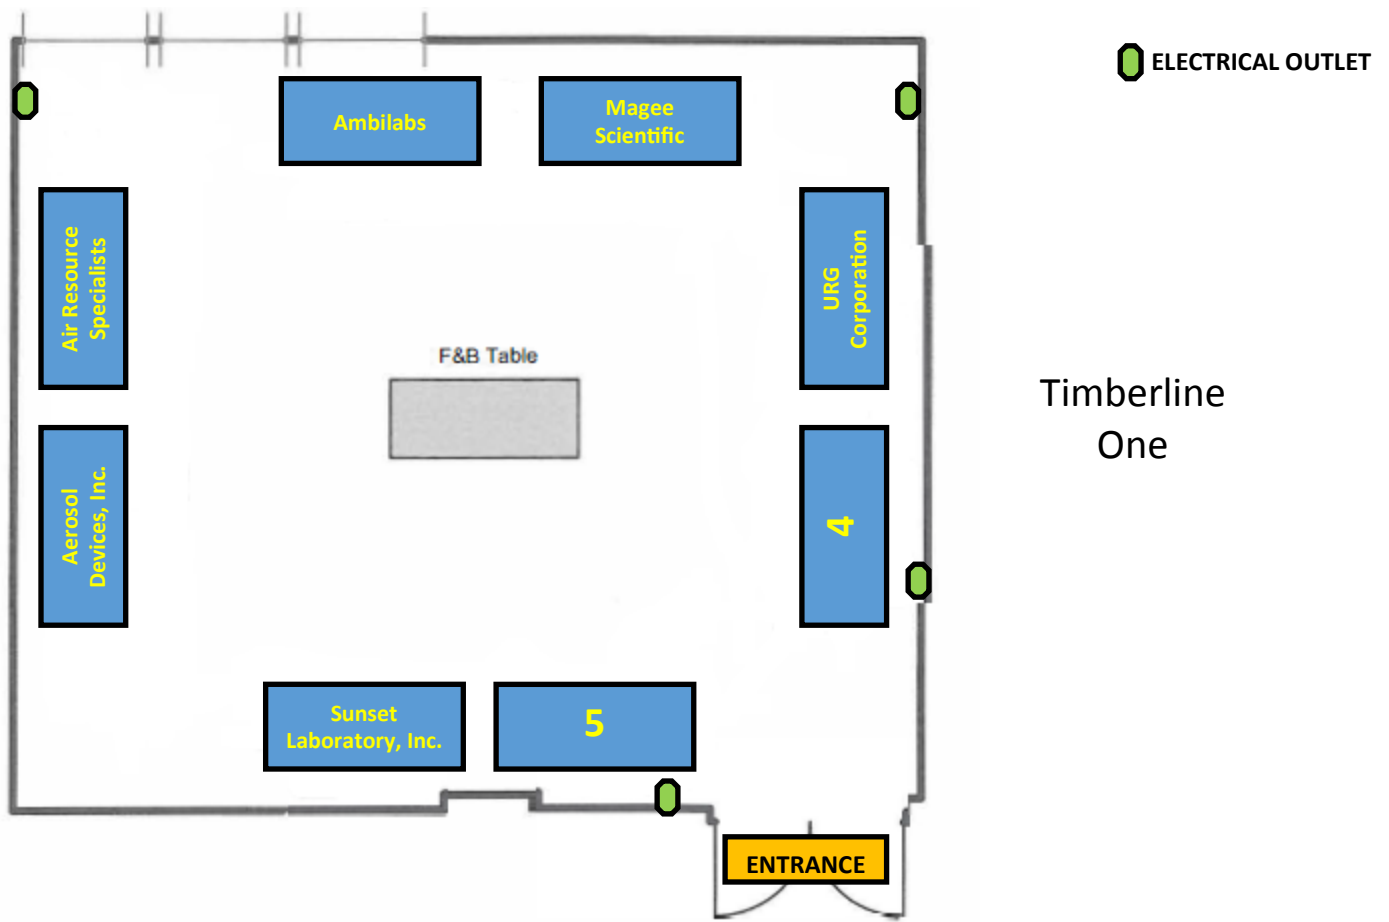 ELECTRICAL OUTLET
Ambilabs
Magee
Scientific
Air Resource
Specialists
URG
Corporation
F&B Table
Timberline
One
Aerosol
Devices, Inc.
4
Sunset
Laboratory, Inc.
5
ENTRANCE